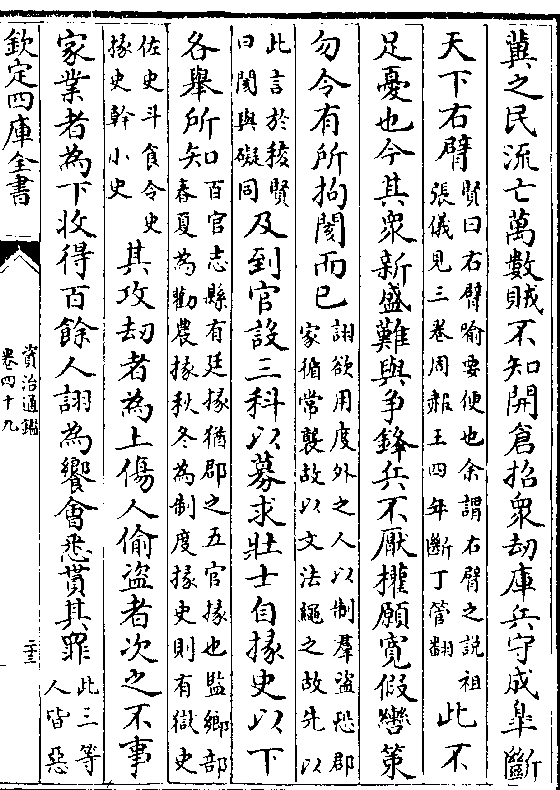 冀之民流亡萬數賊不知開倉招衆劫庫兵守成臯斷
天下右臂賢曰右臂喻要便也余謂右臂之說祖
張儀見三卷周赧王四年斷丁管翻此不
足憂也今其衆新盛難與争鋒兵不厭權願寛假轡策
勿令有所拘閡而已詡欲用度外之人以制羣盜恐郡
家循常襲故以文法繩之故先以
此言於稜賢
曰閡與礙同及到官設三科以募求壯士自掾史以下
各舉所知百官志縣有廷掾猶郡之五官掾也監鄉部
春夏為勸農掾秋冬為制度掾史則有獄史
佐史斗食令史
掾史幹小史其攻劫者為上傷人偷盜者次之不事
家業者為下收得百餘人詡為饗會悉貰其罪此三等
人皆惡
欽定四庫全書
資治通鑑
卷四十九
二十三